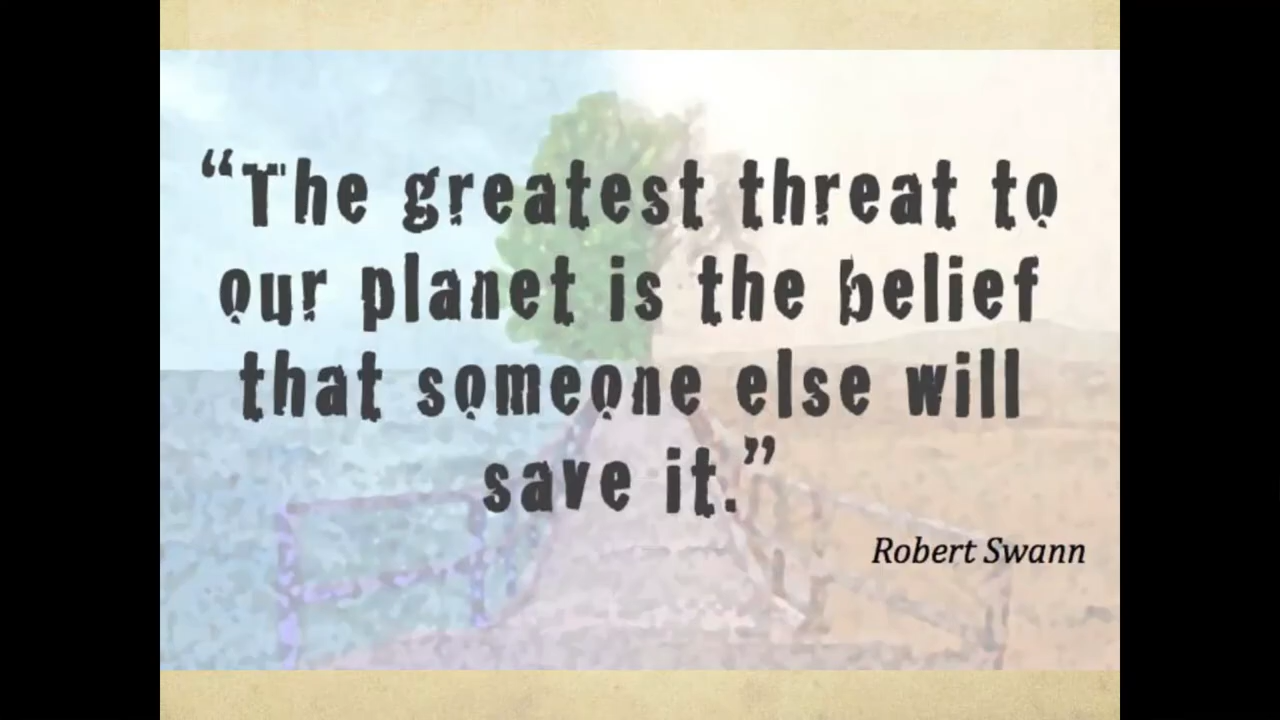 “The greatest threat to
our planet is the belief
that someone else will
save it.”
Robert Swann